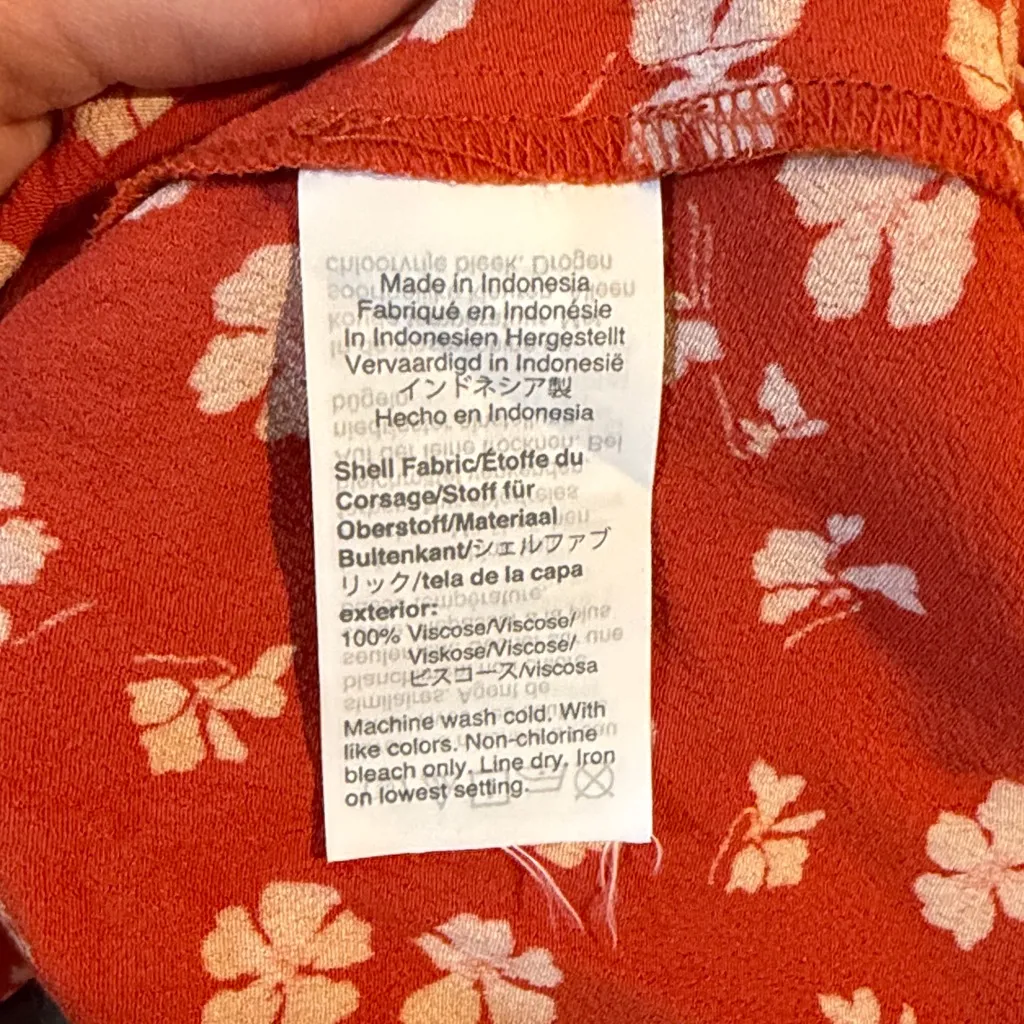 Made in Indonesia
Fabriqué en Indonésie
In Indonesien Hergestellt
Vervaardigd in Indonesië
インドネシア製
Hecho en Indonesia
Shell Fabric/Étoffe du
Corsage/Stoff für
Oberstoff/Materiaal
Bultenkant/シェルファブ
リック/tela de la capa
exterior:
100% Viscose/Viscose/
Viskose/Viscose/
ビスコース/viscosa
Machine wash cold. With
like colors. Non-chlorine
bleach only. Line dry. Iron
on lowest setting.